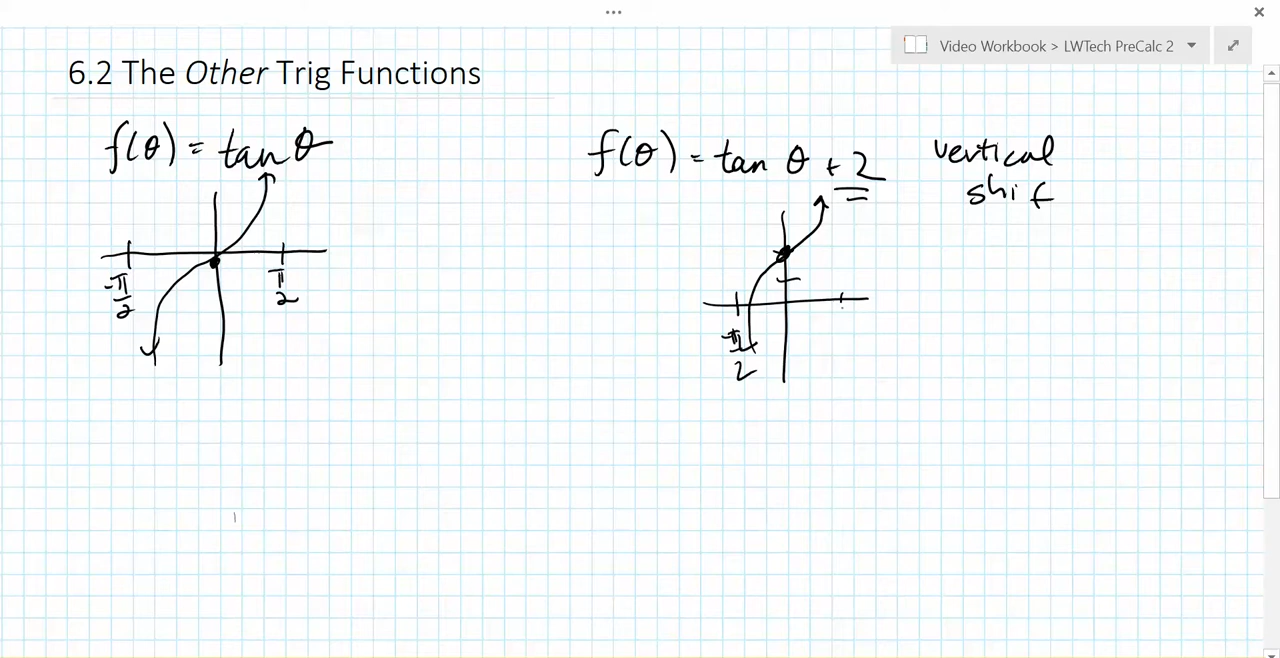 Video Workbook > LWTech PreCalc 2
6.2 The Other Trig Functions
f(θ) = tan θ
-π/2
π/2
f(θ) = tan θ + 2
vertical
shif
-π/2